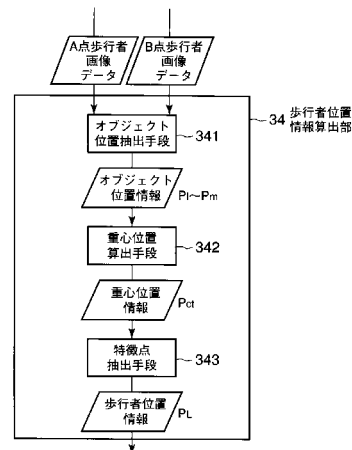 A点歩行者
画像
データ
B点歩行者
画像
データ
34 歩行者位置
情報算出部
オブジェクト
位置抽出手段
341
オブジェクト
位置情報
Pl~Pm
重心位置
算出手段
342
重心位置
情報
Pct
特徴点
抽出手段
343
歩行者位置
情報
PL